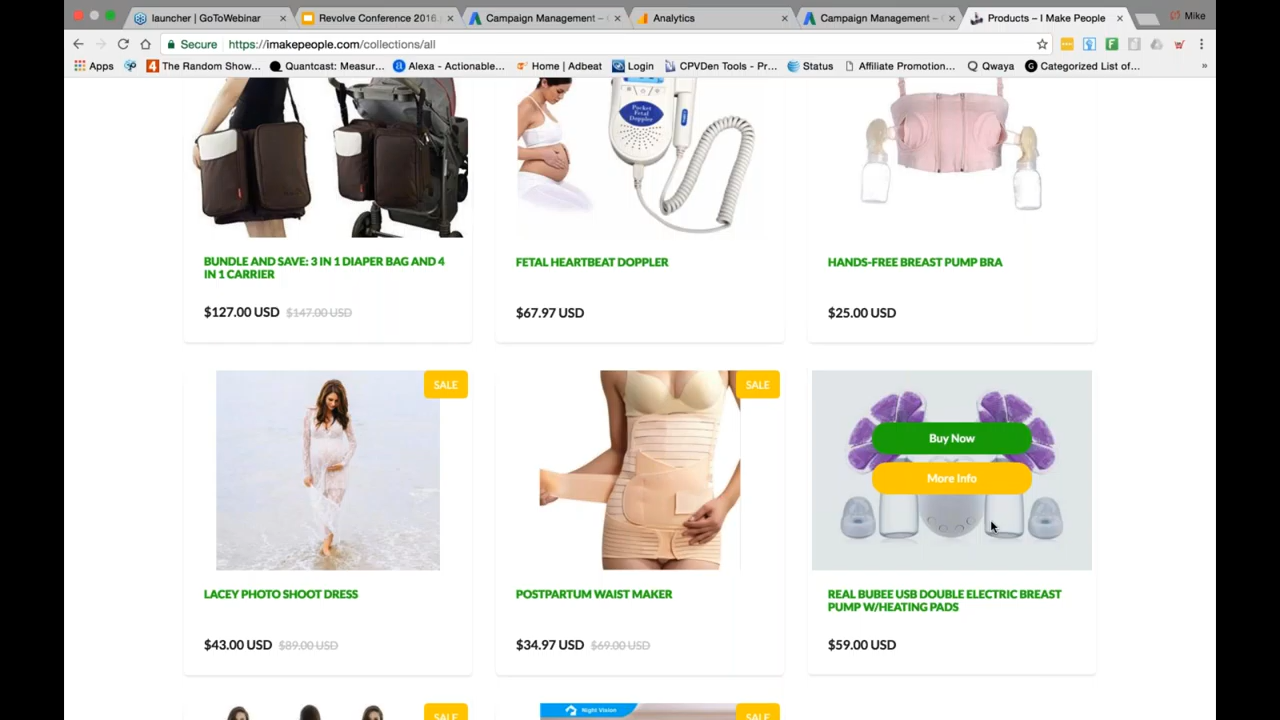 launcher | GoToWebinar
Revolve Conference 2016
Campaign Management –
Analytics
Campaign Management –
Products – I Make People
Mike
Secure
https://imakepeople.com/collections/all
Apps
The Random Show...
Quantcast: Measur...
Alexa - Actionable...
Home | Adbeat
Login
CPVDen Tools - Pr...
Status
Affiliate Promotion...
Qwaya
Categorized List of...
»
Pocket
Fetal
Doppler
BUNDLE AND SAVE: 3 IN 1 DIAPER BAG AND 4
IN 1 CARRIER
$127.00 USD $147.00 USD
FETAL HEARTBEAT DOPPLER
$67.97 USD
HANDS-FREE BREAST PUMP BRA
$25.00 USD
SALE
LACEY PHOTO SHOOT DRESS
$43.00 USD $89.00 USD
SALE
POSTPARTUM WAIST MAKER
$34.97 USD $69.00 USD
Buy Now
More Info
REAL BUBEE USB DOUBLE ELECTRIC BREAST
PUMP W/HEATING PADS
$59.00 USD
SALE
Night Vision
SALE